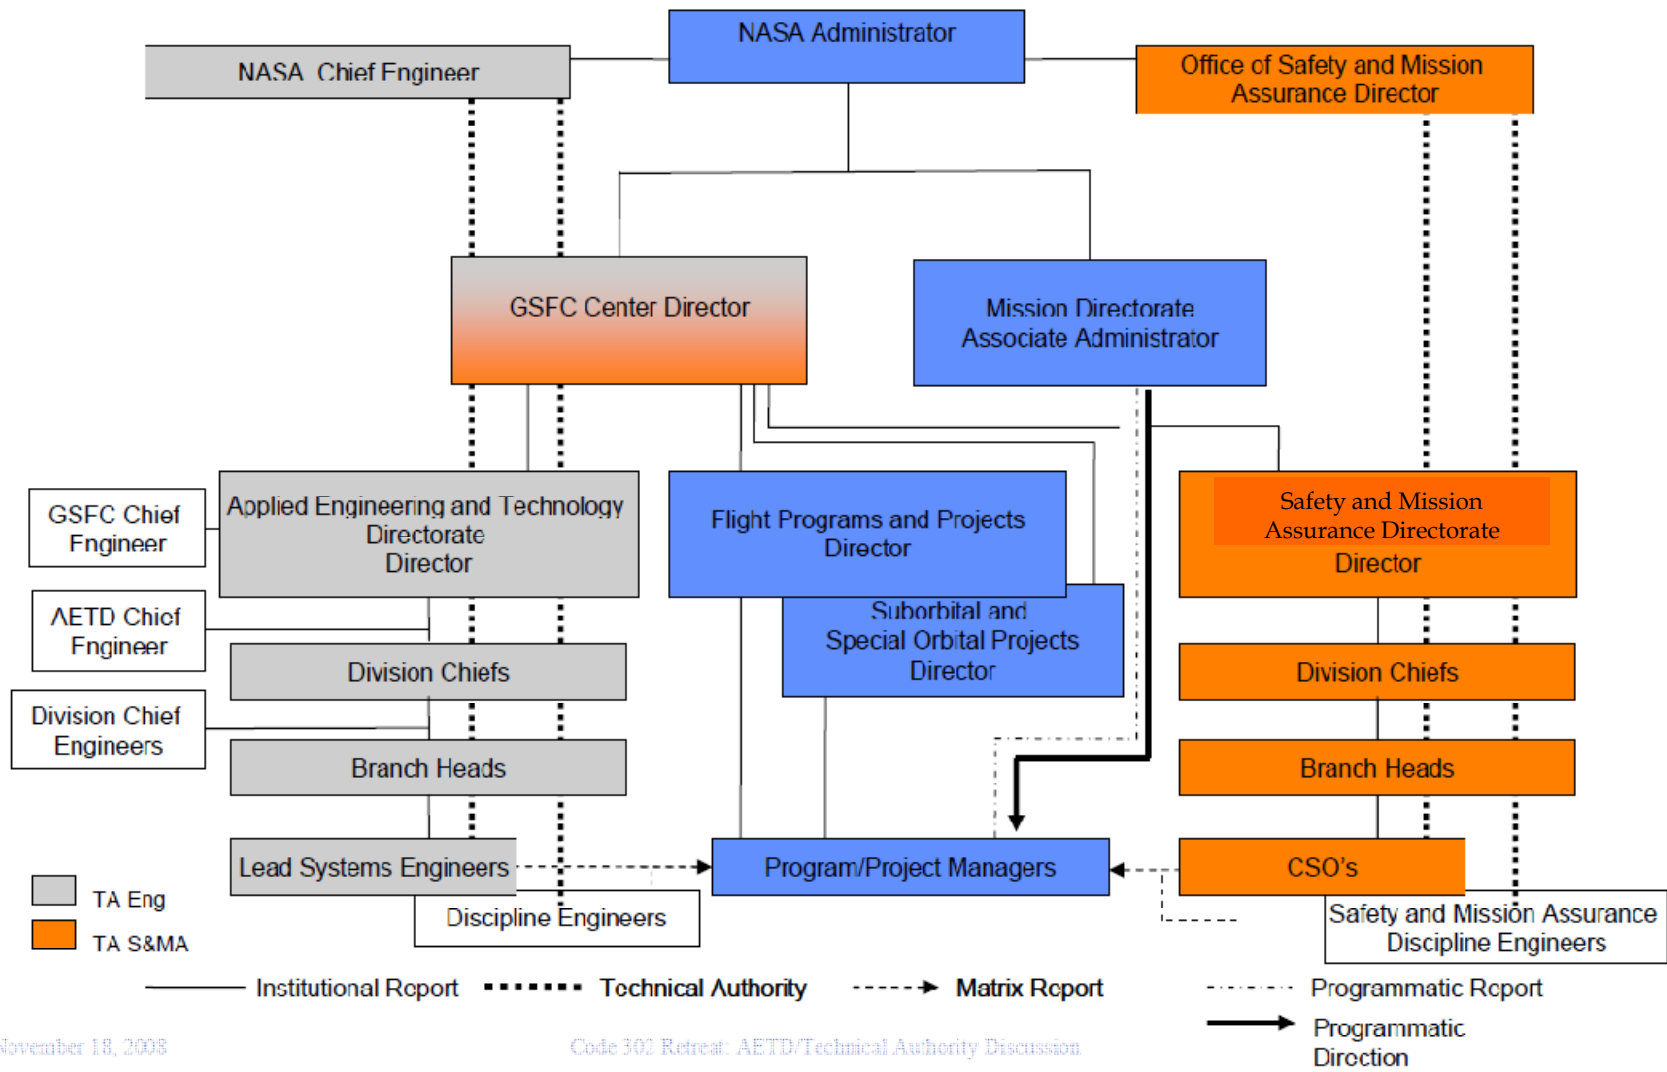 NASA Administrator
NASA Chief Engineer
Office of Safety and Mission
Assurance Director
GSFC Center Director
Mission Directorate
Associate Administrator
GSFC Chief
Engineer
Applied Engineering and Technology
Directorate
Director
Flight Programs and Projects
Director
Safety and Mission
Assurance Directorate
Director
AETD Chief
Engineer
Suborbital and
Special Orbital Projects
Director
Division Chiefs
Division Chiefs
Division Chief
Engineers
Branch Heads
Branch Heads
Lead Systems Engineers
Program/Project Managers
CSO's
Discipline Engineers
Safety and Mission Assurance
Discipline Engineers
TA Eng
TA S&MA
Institutional Report
Technical Authority
Matrix Report
Programmatic Report
Programmatic
Direction
November 18, 2008
Code 302 Retreat: AETD/Technical Authority Discussion